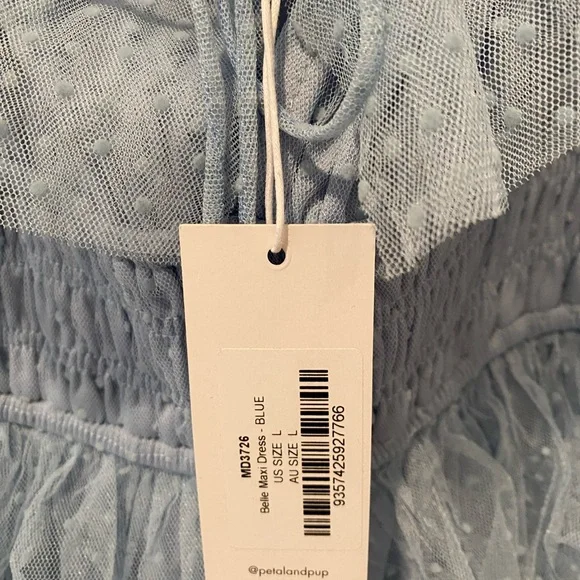 MD3726
Belle Maxi Dress - BLUE
US SIZE L
AU SIZE L
9357425927766
@petalandpup